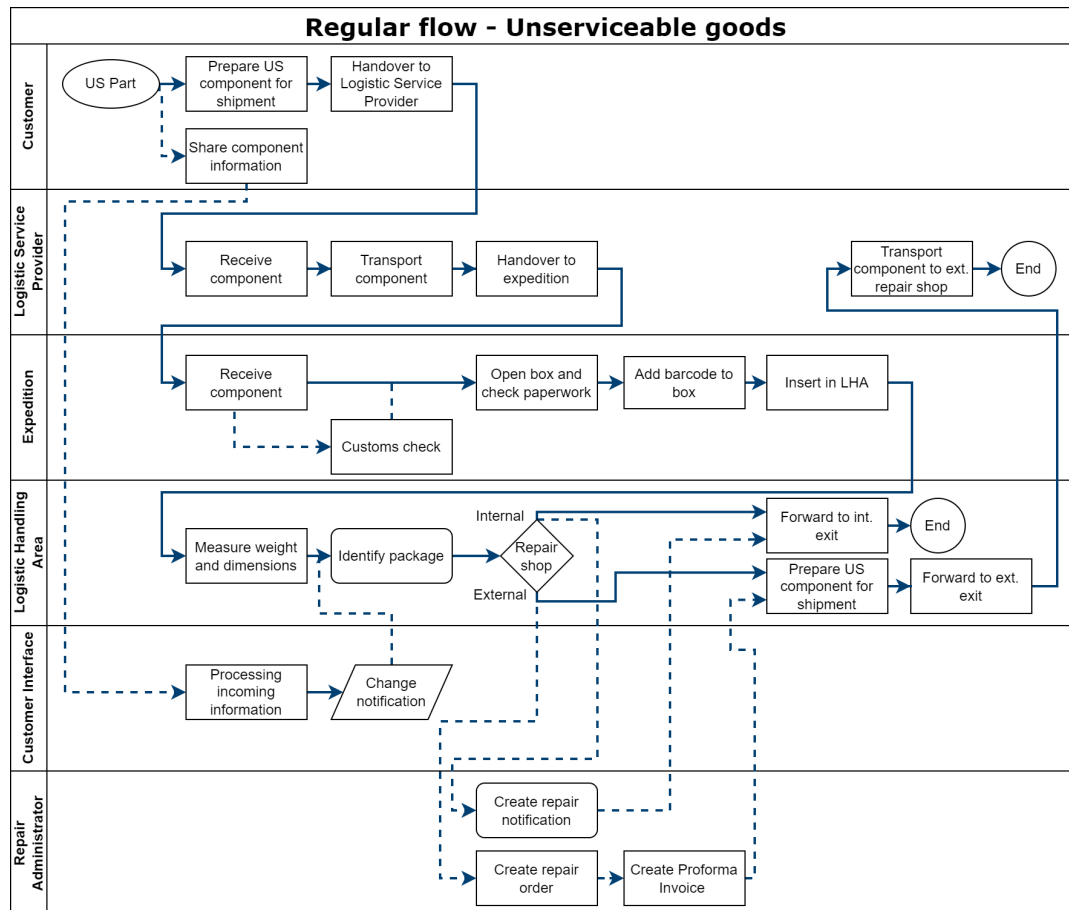 Regular flow - Unserviceable goods
Customer
US Part
Prepare US
component for
shipment
Handover to
Logistic Service
Provider
Share component
information
Logistic Service
Provider
Receive
component
Transport
component
Handover to
expedition
Transport
component to ext.
repair shop
End
Expedition
Receive
component
Open box and
check paperwork
Add barcode to
box
Insert in LHA
Customs check
Logistic Handling
Area
Measure weight
and dimensions
Identify package
Internal
Repair
shop
External
Forward to int.
exit
End
Prepare US
component for
shipment
Forward to ext.
exit
Customer Interface
Processing
incoming
information
Change
notification
Repair
Administrator
Create repair
notification
Create repair
order
Create Proforma
Invoice